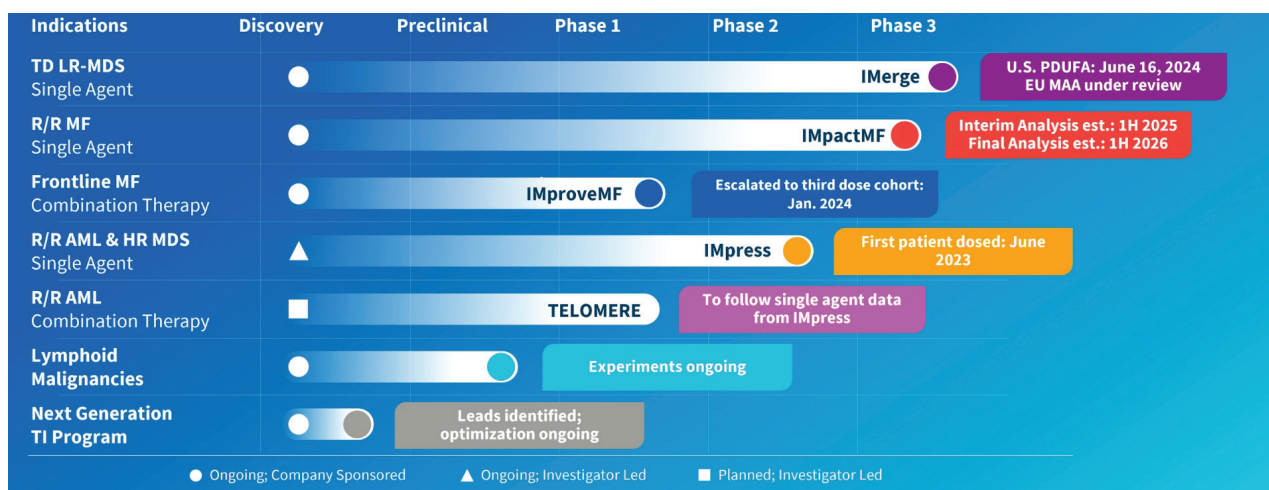 Indications Discovery Preclinical Phase 1 Phase 2 Phase 3
TD LR-MDS
Single Agent
IMerge
U.S. PDUFA: June 16, 2024
EU MAA under review
R/R MF
Single Agent
IMpactMF
Interim Analysis est.: 1H 2025
Final Analysis est.: 1H 2026
Frontline MF
Combination Therapy
IMproveMF
Escalated to third dose cohort:
Jan. 2024
R/R AML & HR MDS
Single Agent
IMpress
First patient dosed: June
2023
R/R AML
Combination Therapy
TELOMERE
To follow single agent data
from IMpress
Lymphoid
Malignancies
Experiments ongoing
Next Generation
TI Program
Leads identified;
optimization ongoing
Ongoing; Company Sponsored Ongoing; Investigator Led Planned; Investigator Led